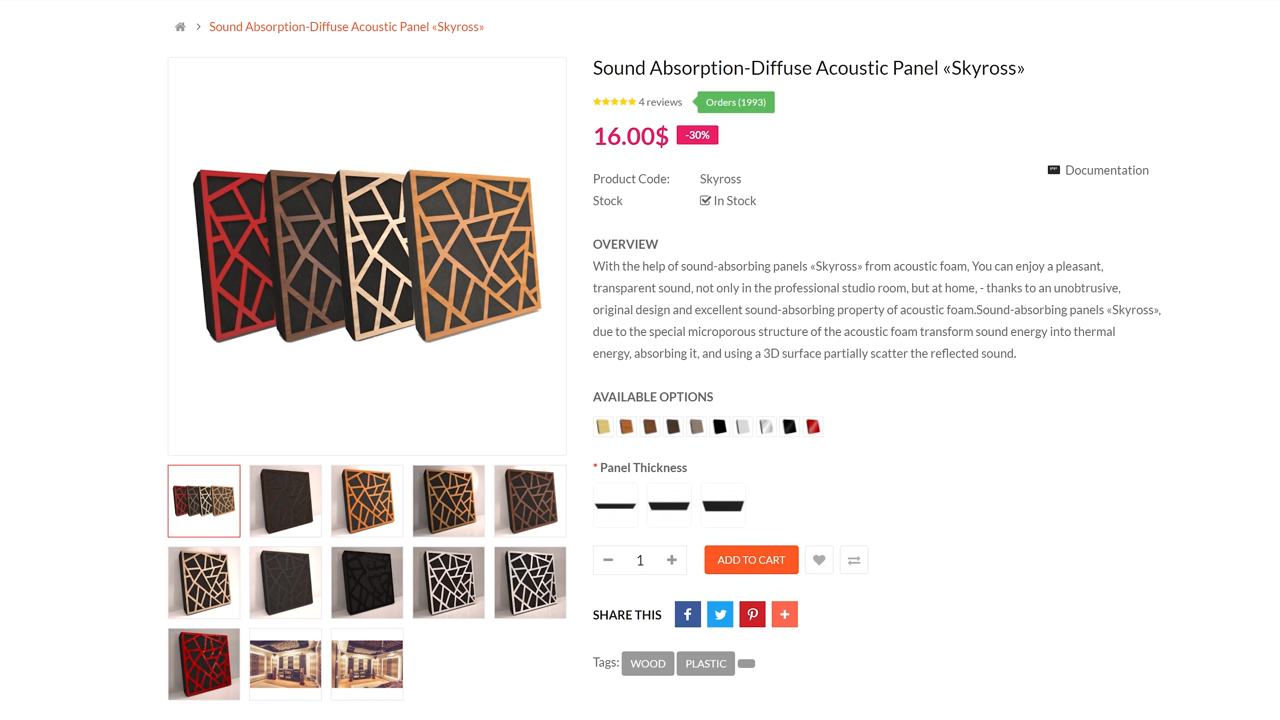 Sound Absorption-Diffuse Acoustic Panel «Skyross»
Sound Absorption-Diffuse Acoustic Panel «Skyross»
4 reviews
Orders (1993)
16.00$
-30%
Documentation
Product Code: Skyross
Stock In Stock
OVERVIEW
With the help of sound-absorbing panels «Skyross» from acoustic foam, You can enjoy a pleasant,
transparent sound, not only in the professional studio room, but at home, - thanks to an unobtrusive,
original design and excellent sound-absorbing property of acoustic foam.Sound-absorbing panels «Skyross»,
due to the special microporous structure of the acoustic foam transform sound energy into thermal
energy, absorbing it, and using a 3D surface partially scatter the reflected sound.
AVAILABLE OPTIONS
* Panel Thickness
1
ADD TO CART
SHARE THIS
Tags: WOOD PLASTIC